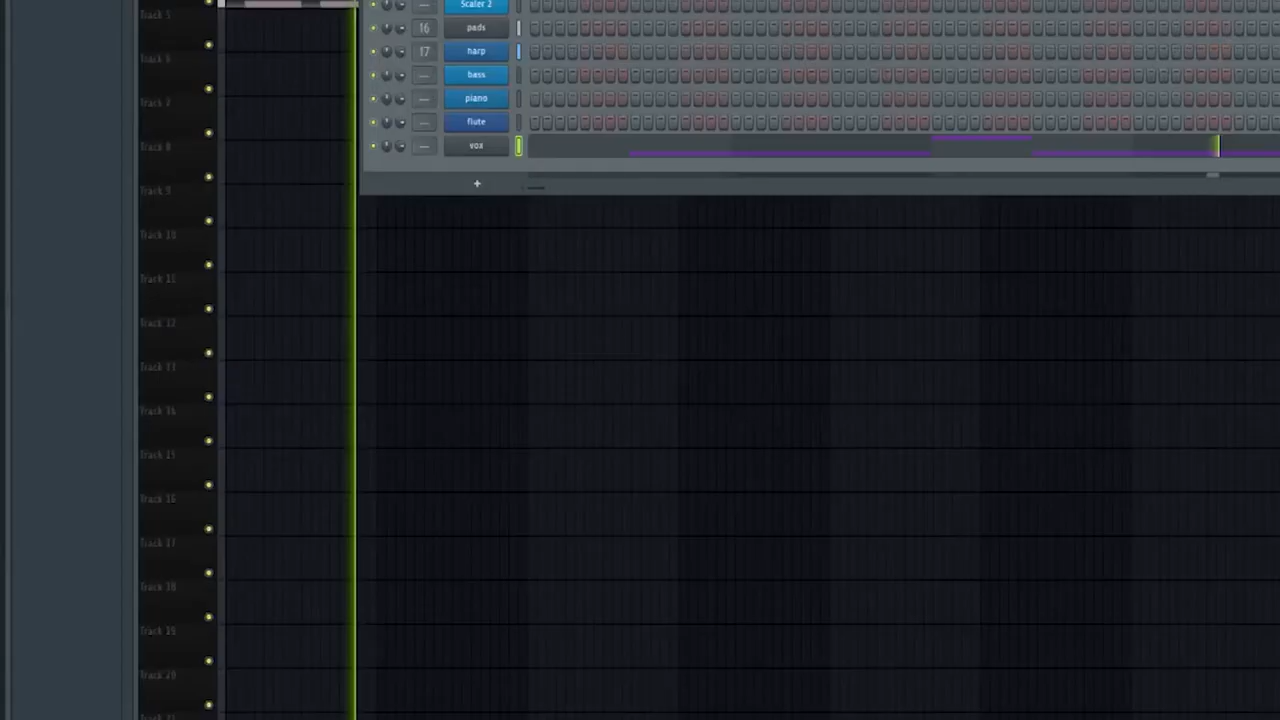 Scaler 2
Track 5
16 pads
Track 6
17 harp
bass
Track 7
piano
flute
Track 8
vox
Track 9
Track 10
Track 11
Track 12
Track 13
Track 14
Track 15
Track 16
Track 17
Track 18
Track 19
Track 20